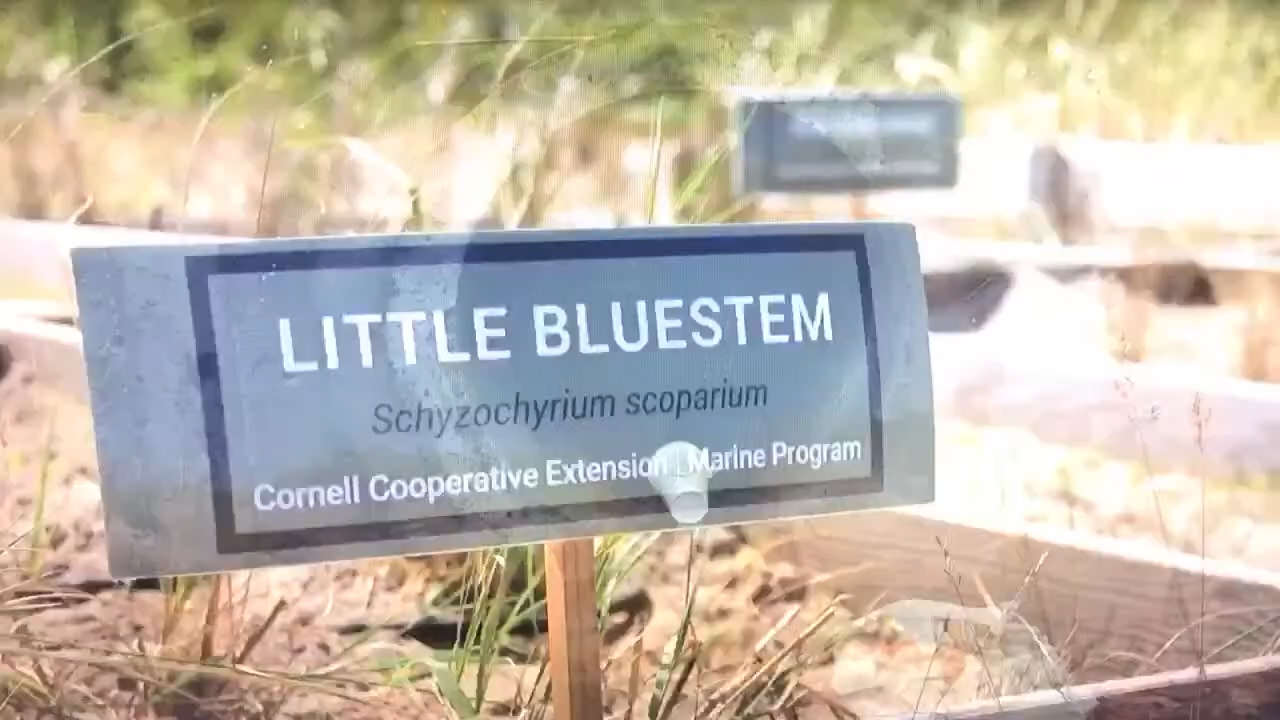 LITTLE BLUESTEM
Schyzochyrium scoparium
Cornell Cooperative Extension | Marine Program